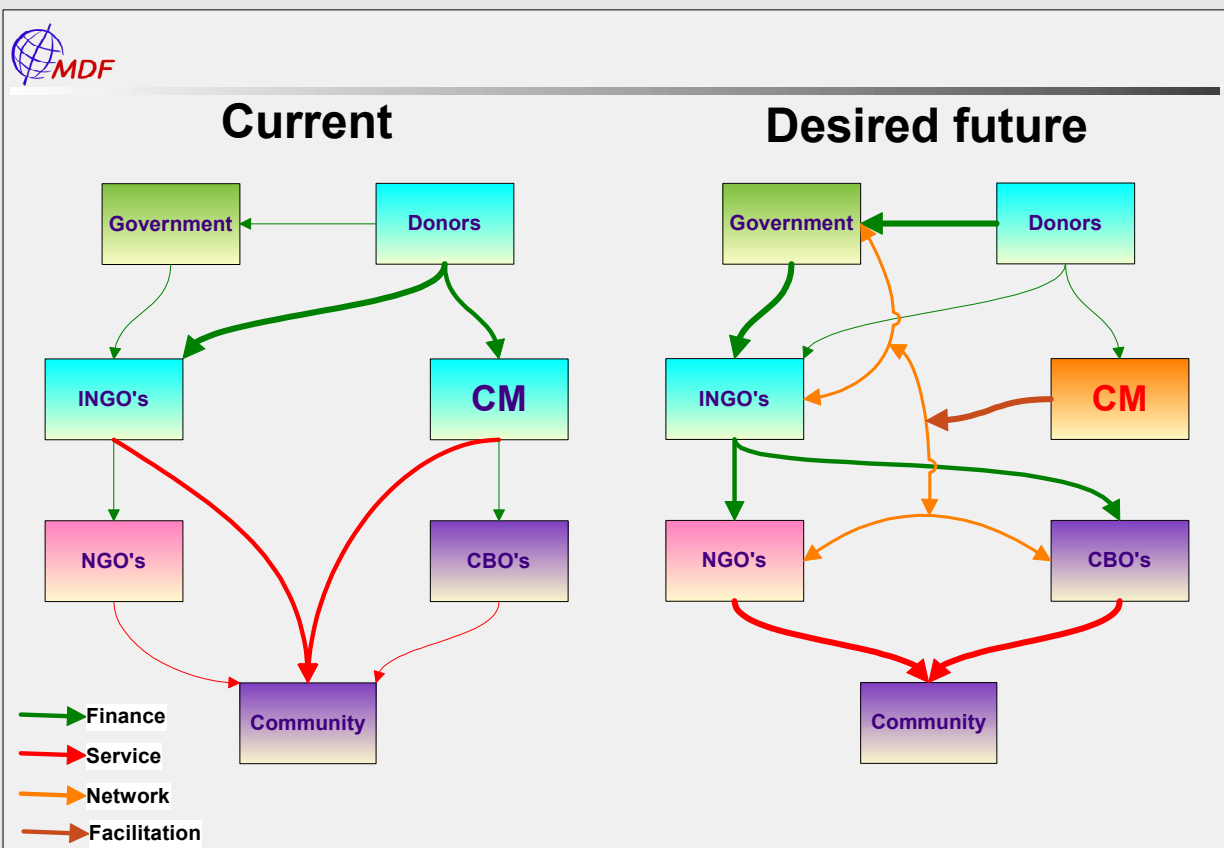 MDF
Current
Desired future
Government
Donors
Government
Donors
INGO's
CM
INGO's
CM
NGO's
CBO's
NGO's
CBO's
Community
Community
Finance
Service
Network
Facilitation